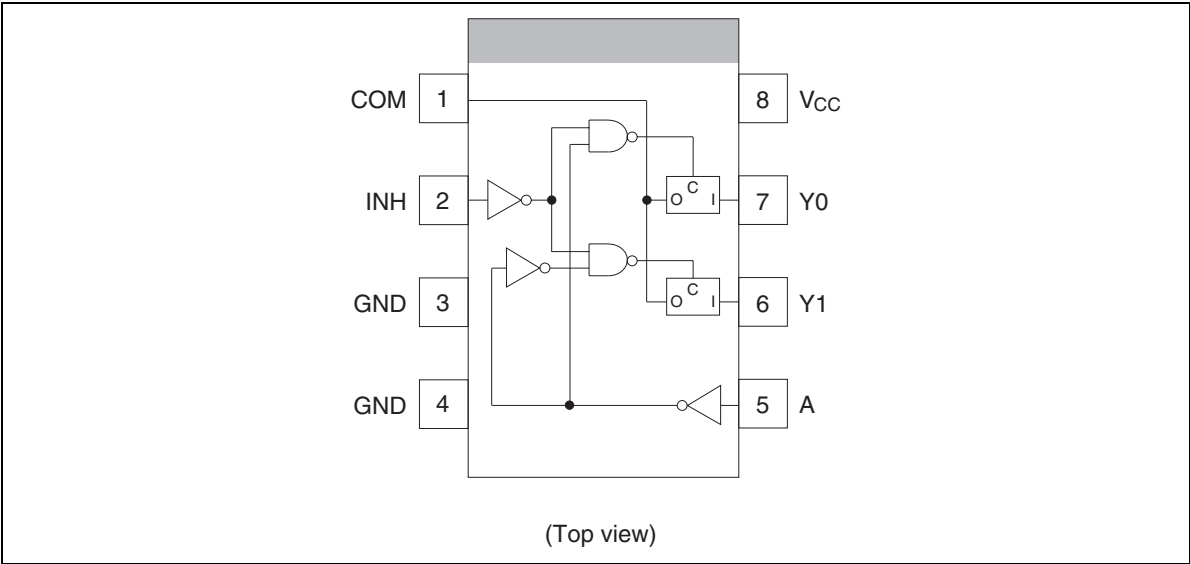 COM 1 8 VCC
C
INH 2 O I 7 Y0
C
GND 3 O I 6 Y1
GND 4 5 A
(Top view)